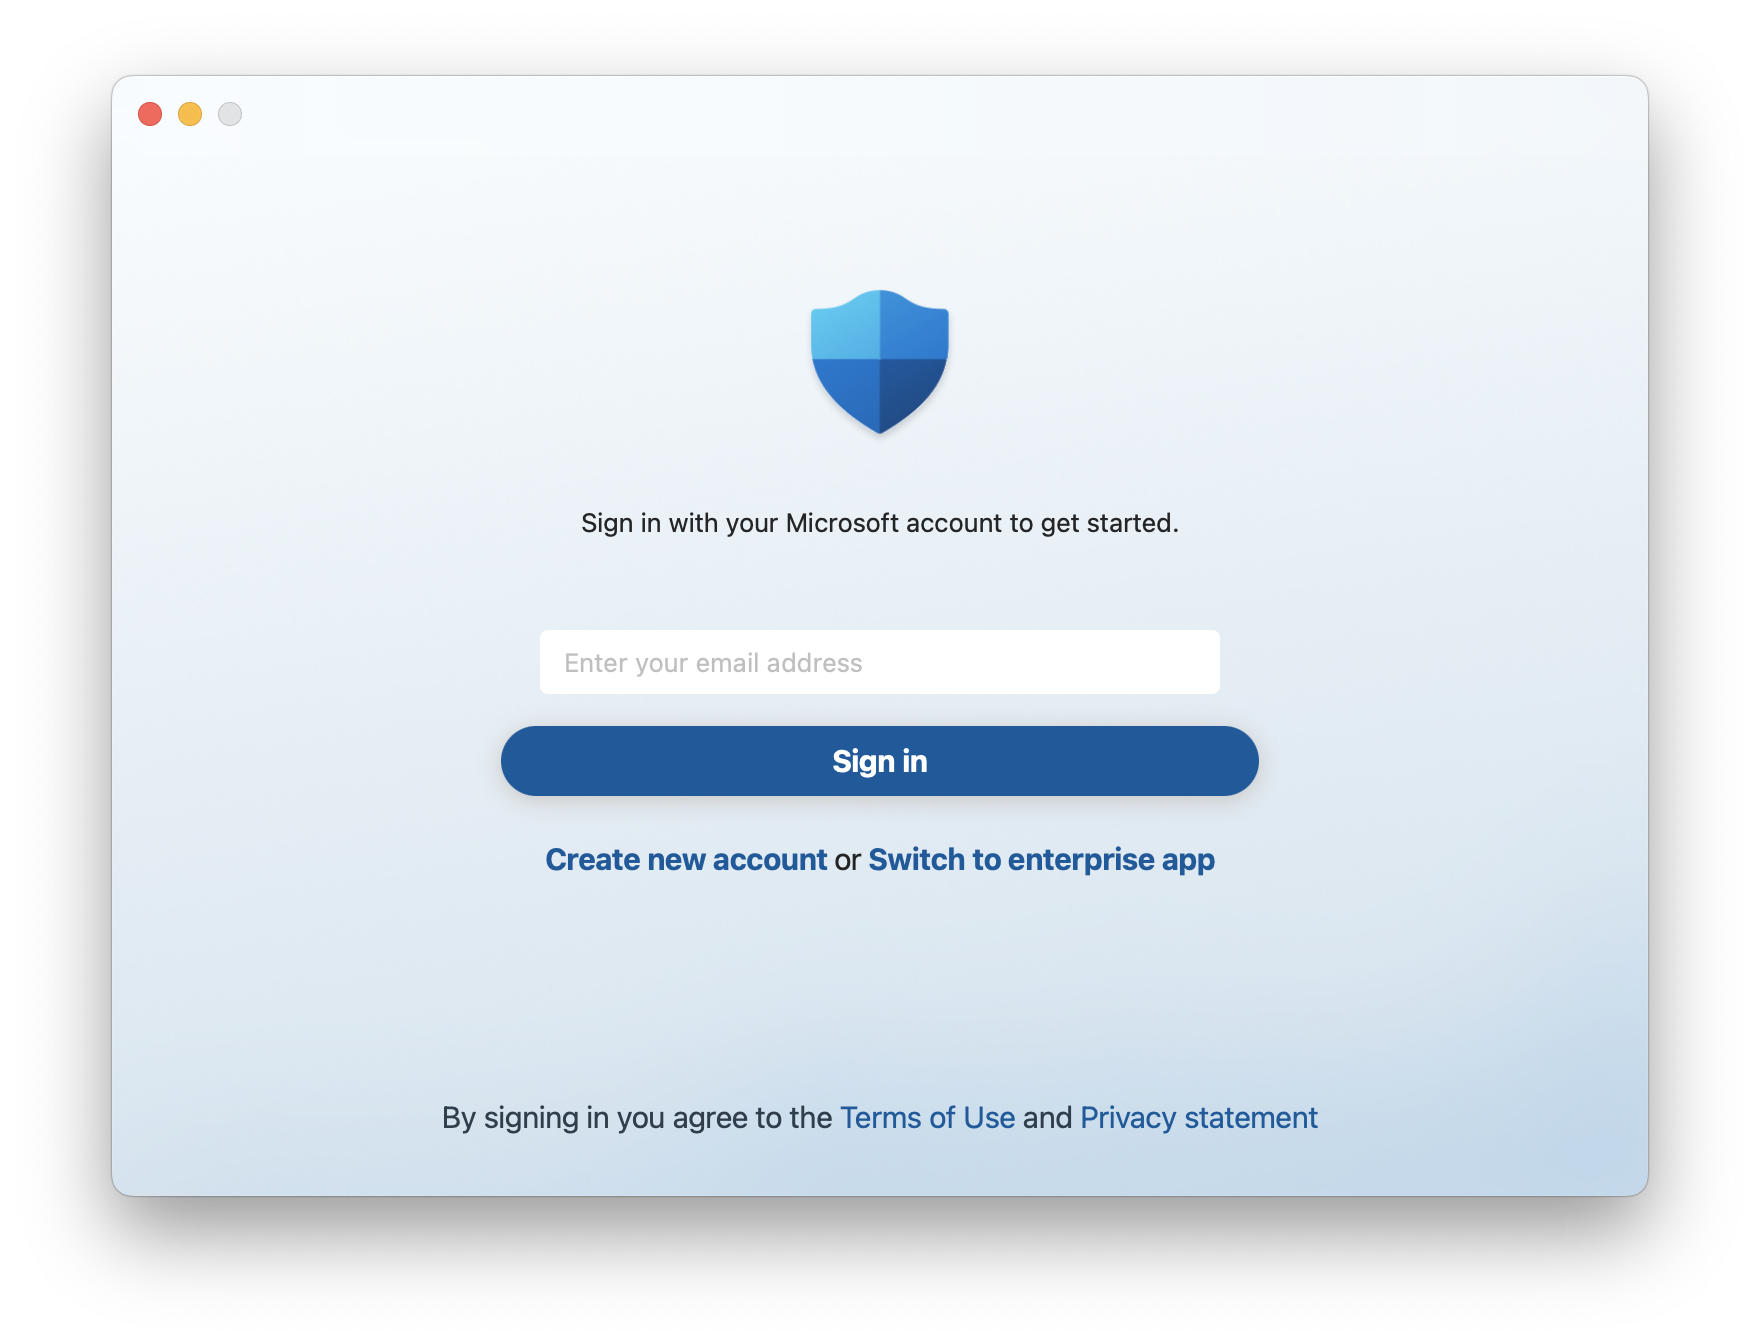 Sign in with your Microsoft account to get started.
Enter your email address
Sign in
Create new account or Switch to enterprise app
By signing in you agree to the Terms of Use and Privacy statement